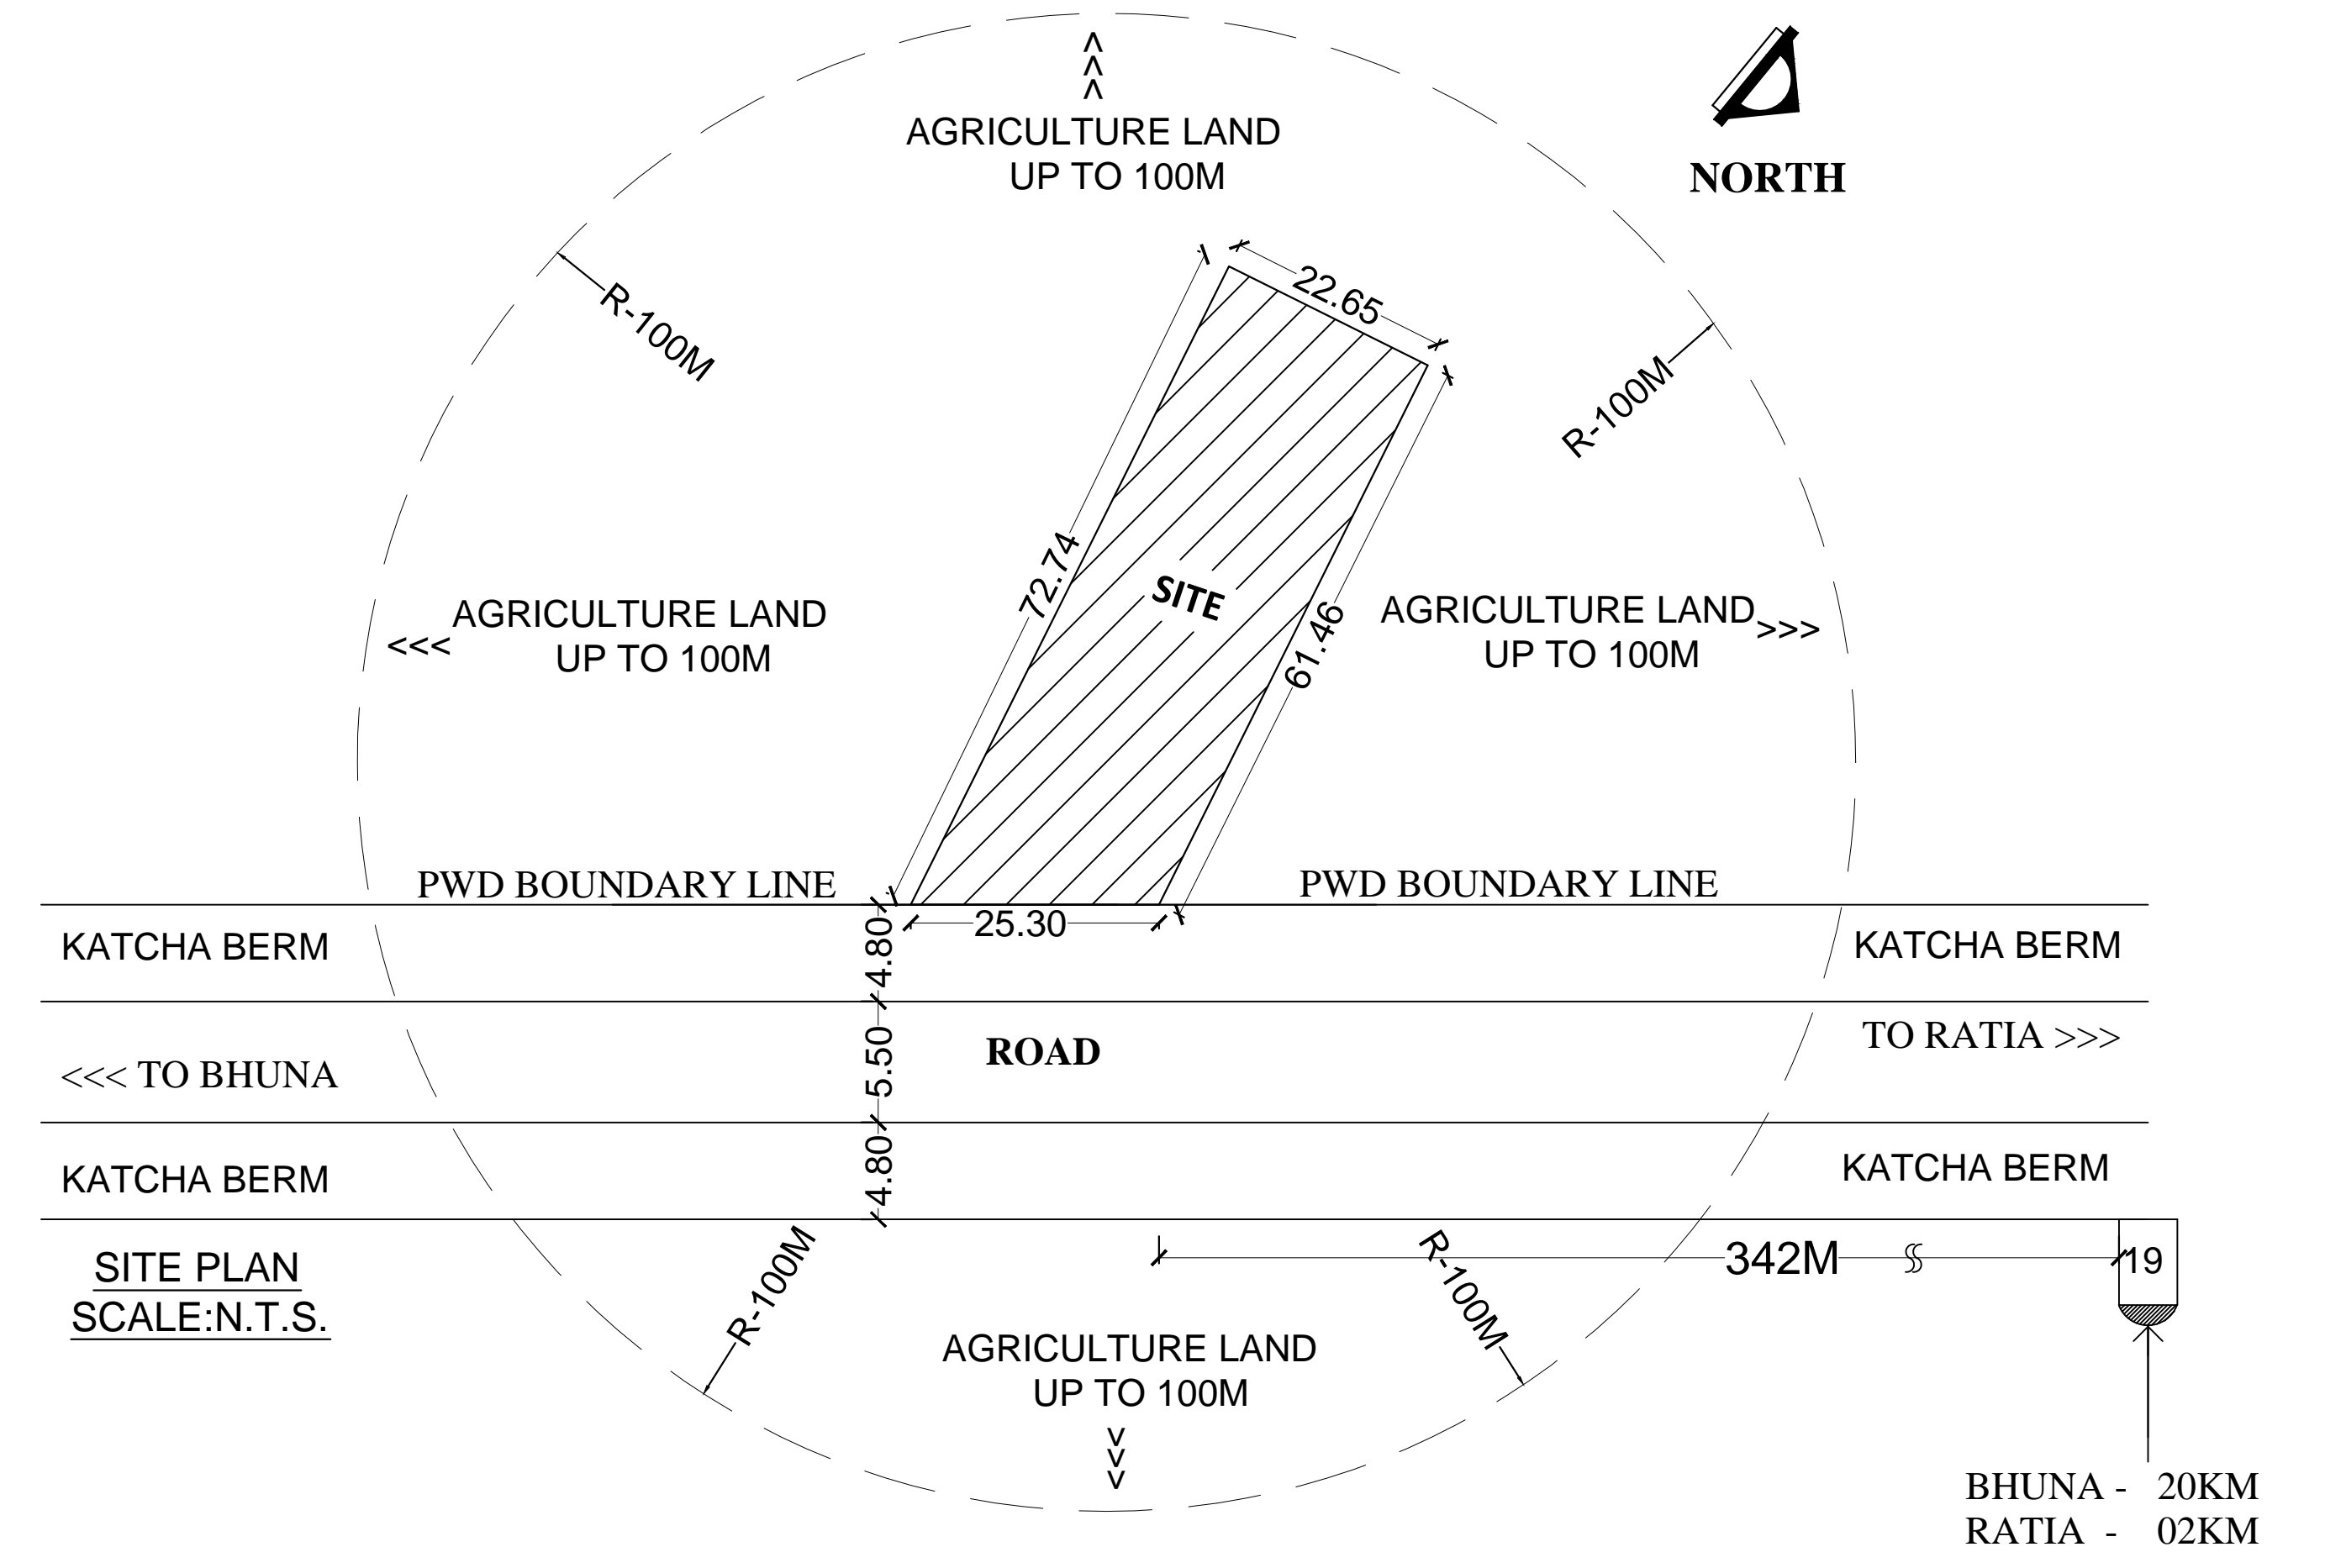 ^^^
AGRICULTURE LAND
UP TO 100M
NORTH
22.65
R-100M
R-100M
72.74
SITE
61.46
AGRICULTURE LAND
<<< UP TO 100M
AGRICULTURE LAND >>>
UP TO 100M
PWD BOUNDARY LINE
PWD BOUNDARY LINE
25.30
4.80
KATCHA BERM
KATCHA BERM
5.50
ROAD
TO RATIA >>>
<<< TO BHUNA
4.80
KATCHA BERM
KATCHA BERM
SITE PLAN
SCALE:N.T.S.
R-100M
R-100M
342M
19
AGRICULTURE LAND
UP TO 100M
>>>
BHUNA - 20KM
RATIA - 02KM